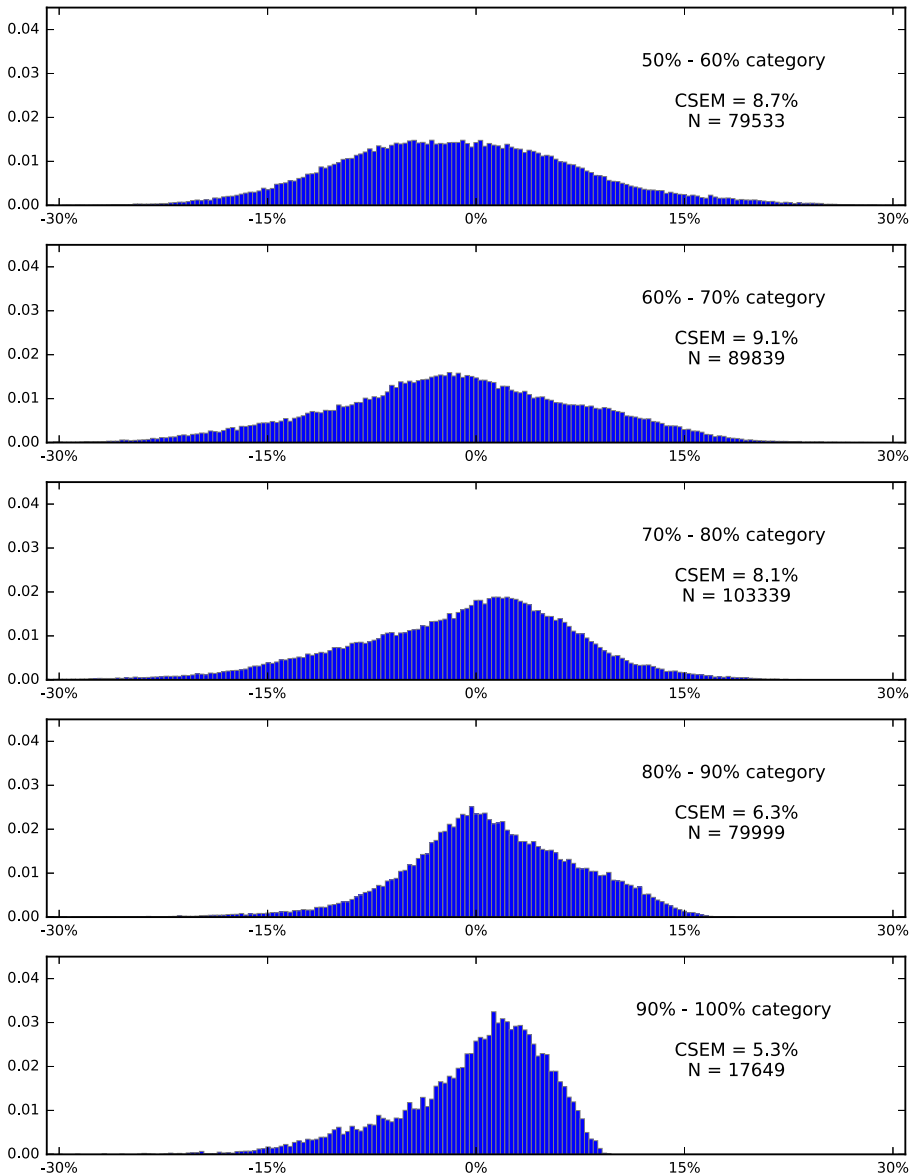 0.04
50% - 60% category
0.03
CSEM = 8.7%
0.02
N = 79533
0.01
0.00
-30% -15% 0% 15% 30%
0.04
60% - 70% category
0.03
CSEM = 9.1%
0.02
N = 89839
0.01
0.00
-30% -15% 0% 15% 30%
0.04
70% - 80% category
0.03
CSEM = 8.1%
0.02
N = 103339
0.01
0.00
-30% -15% 0% 15% 30%
0.04
80% - 90% category
0.03
CSEM = 6.3%
0.02
N = 79999
0.01
0.00
-30% -15% 0% 15% 30%
0.04
90% - 100% category
0.03
CSEM = 5.3%
0.02
N = 17649
0.01
0.00
-30% -15% 0% 15% 30%